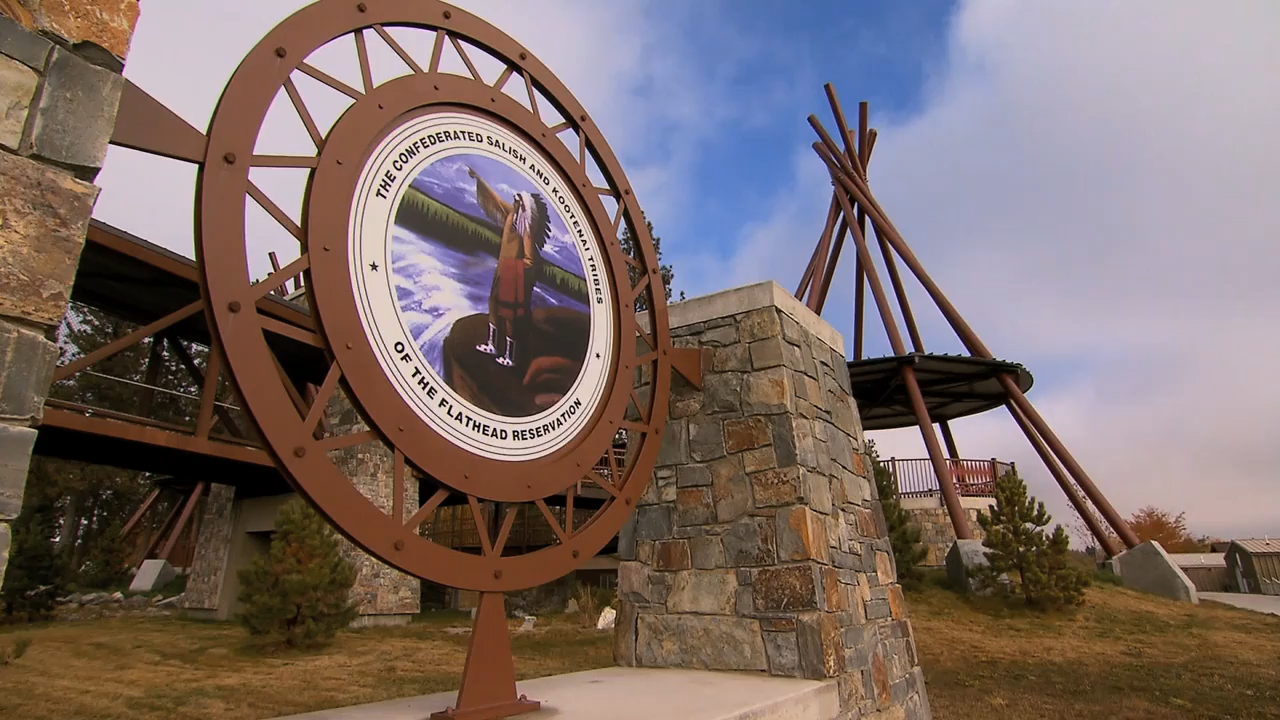 THE CONFEDERATED SALISH AND KOOTENAI TRIBES
OF THE FLATHEAD RESERVATION